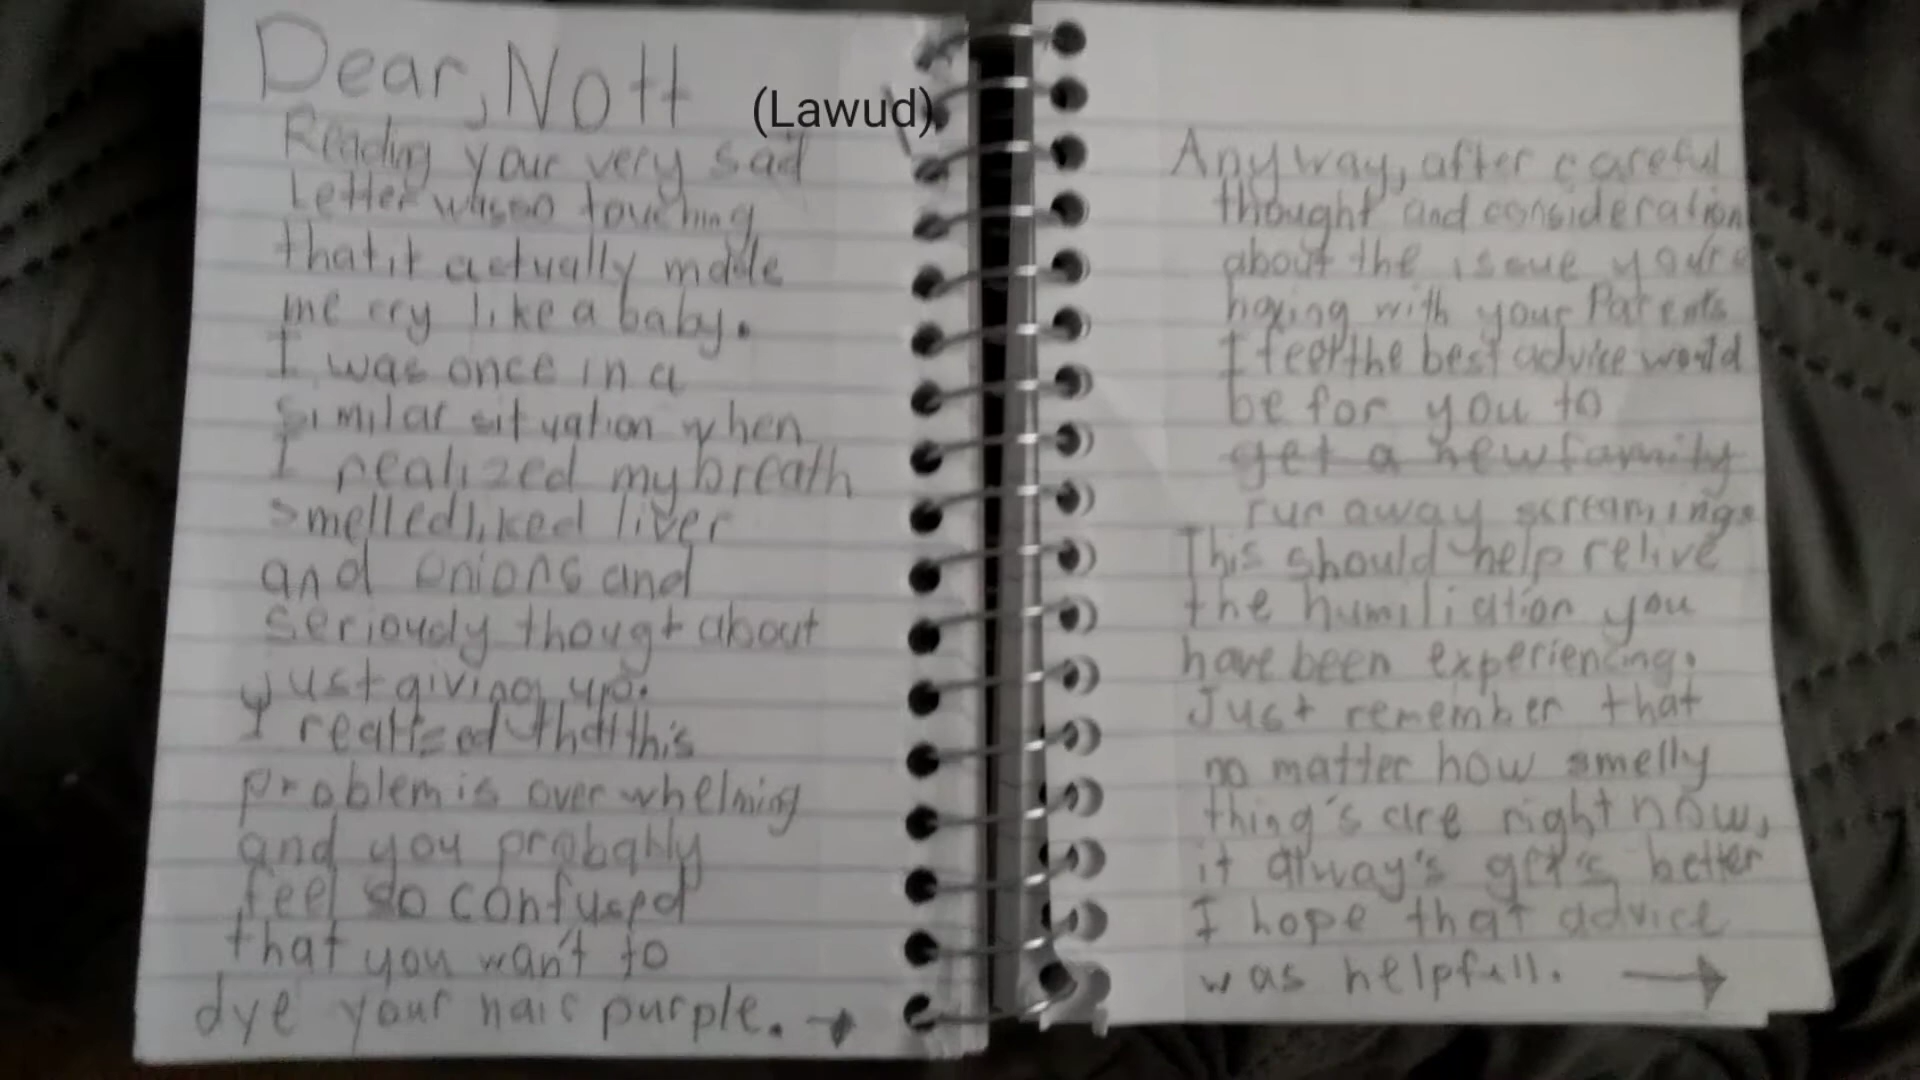 Dear, Nott (Lawud)
Reading your very sad
Letter was so touching
that it actually made
me cry like a baby.
I was once in a
similar situation when
I realized my breath
smelled liked liver
and onions and
seriously thougt about
just giving up.
I realized that this
problem is overwhelming
and you probably
feel so confused
that you wan't to
dye your hair purple. →
Anyway, after careful
thought and consideration
about the issue your e
having with your Parents
I feel the best advice would
be for you to
get a new family
run away screaming.
This should help relive
the humiliation you
have been experiencing.
Just remember that
no matter how smelly
thing's are right now,
it alway's get's better
I hope that advice
was helpfull. →